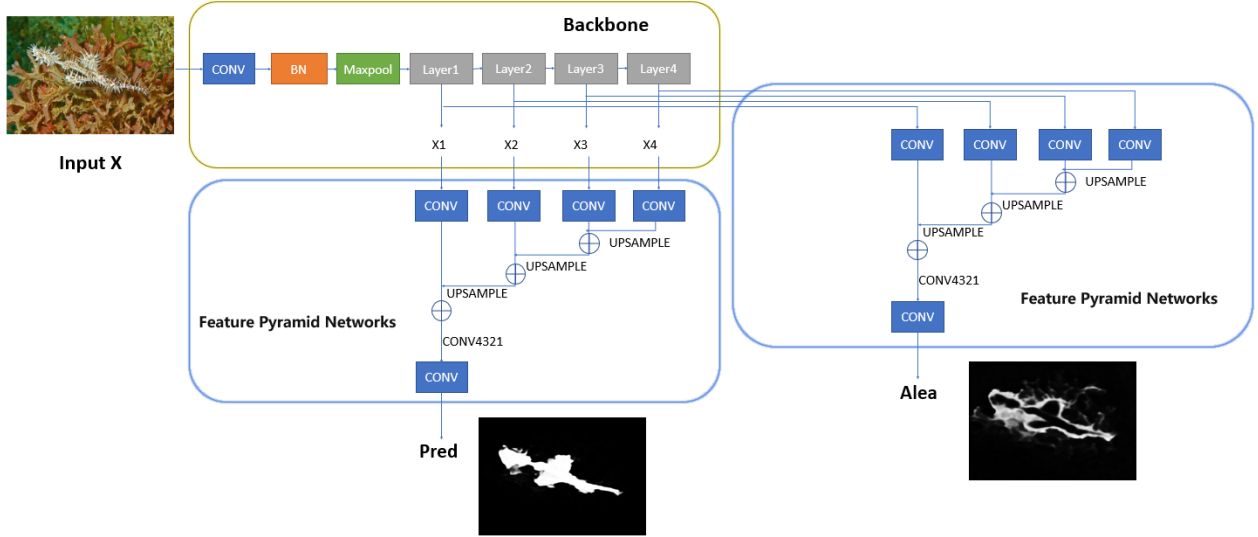 Backbone
CONV BN Maxpool Layer1 Layer2 Layer3 Layer4
Input X
X1 X2 X3 X4
CONV CONV CONV CONV
UPSAMPLE
UPSAMPLE
UPSAMPLE
Feature Pyramid Networks
CONV4321
CONV
Pred
CONV CONV CONV CONV
UPSAMPLE
UPSAMPLE
UPSAMPLE
CONV4321
Feature Pyramid Networks
CONV
Alea